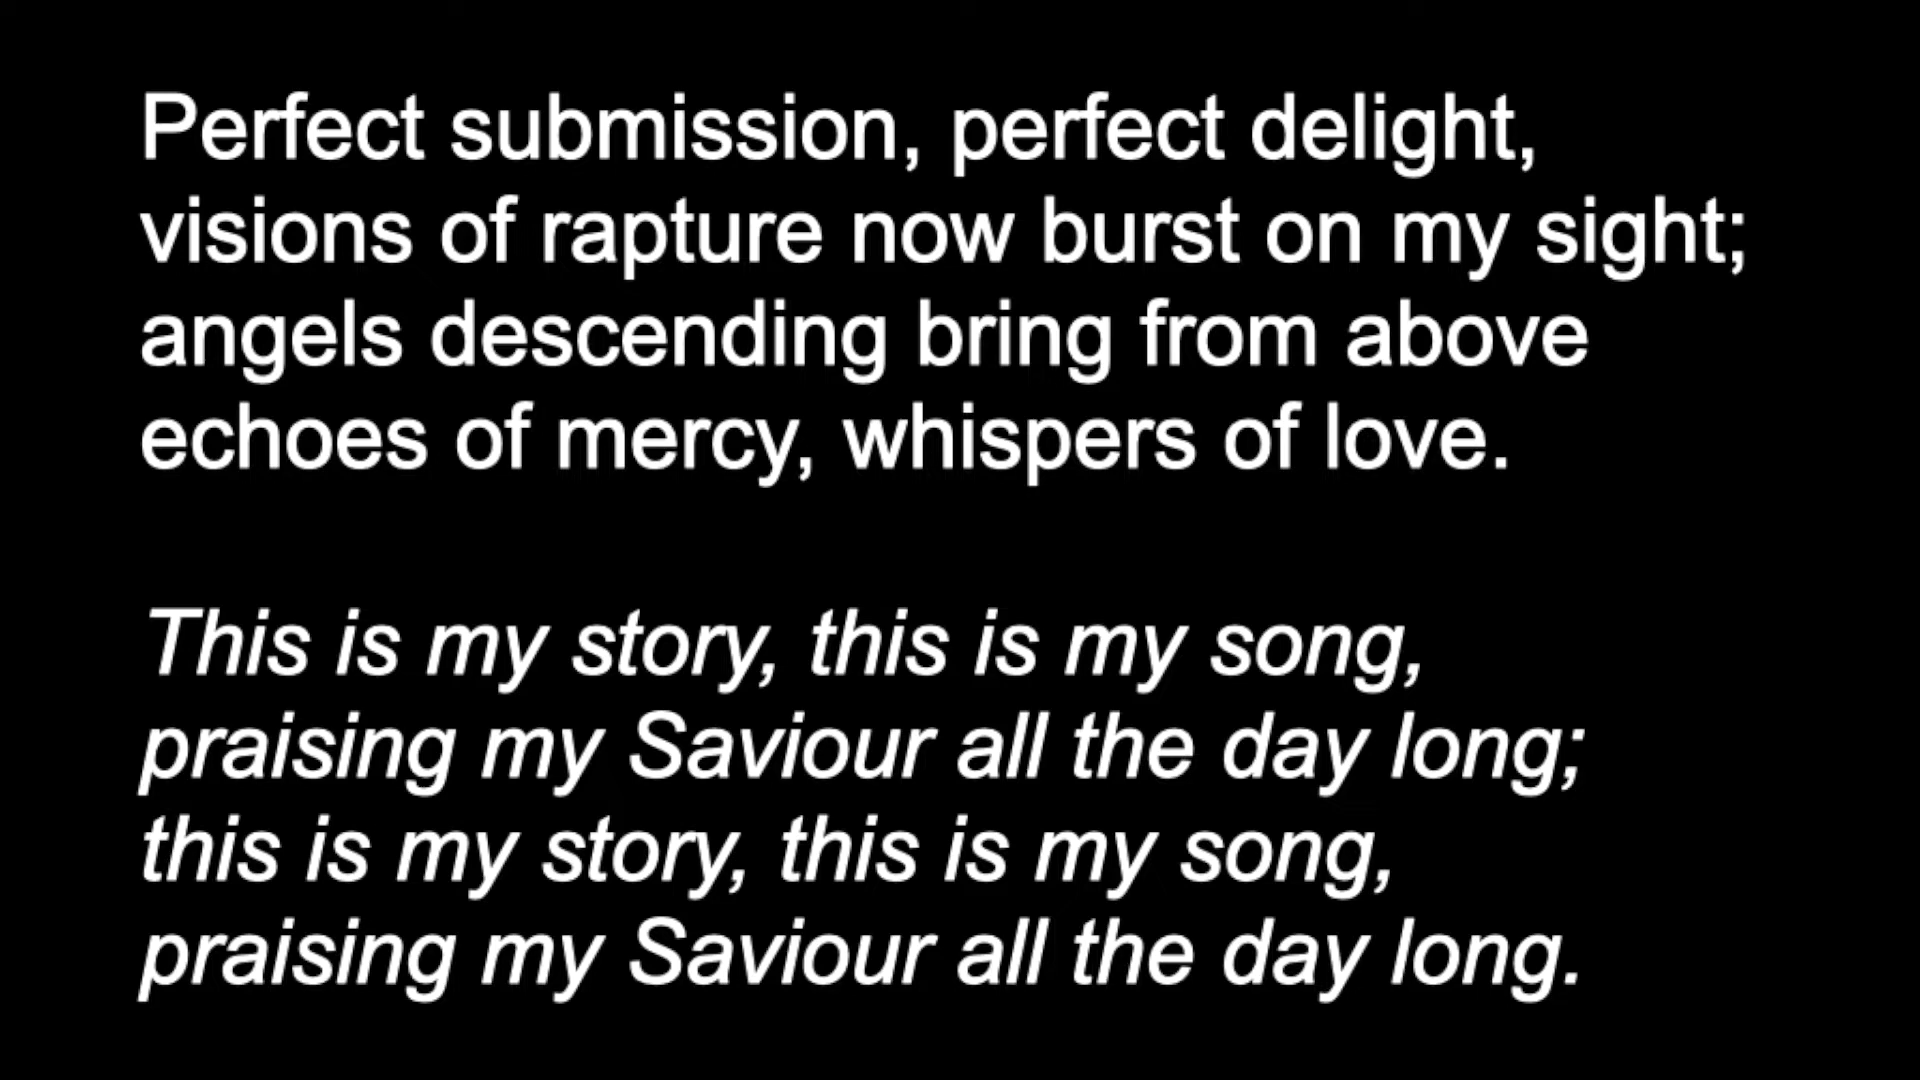 Perfect submission, perfect delight,
visions of rapture now burst on my sight;
angels descending bring from above
echoes of mercy, whispers of love.
This is my story, this is my song,
praising my Saviour all the day long;
this is my story, this is my song,
praising my Saviour all the day long.